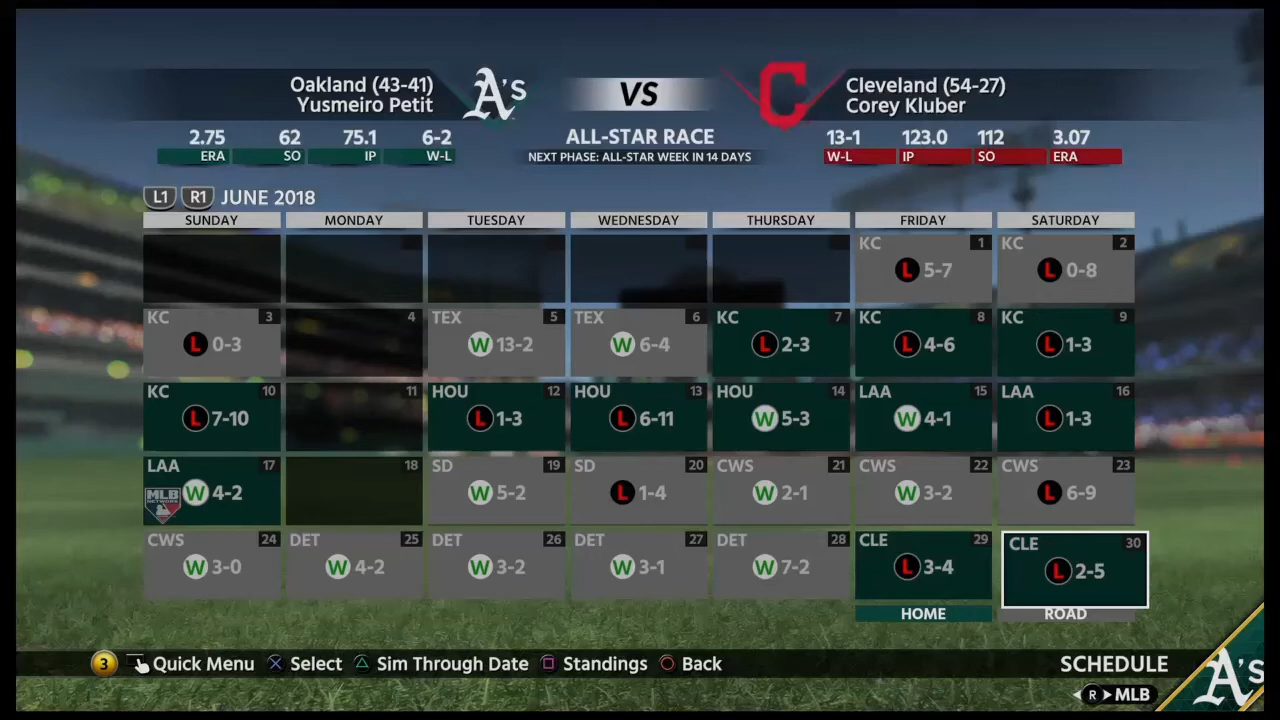 Oakland (43-41)
Yusmeiro Petit
A's
VS
C
Cleveland (54-27)
Corey Kluber
2.75 62 75.1 6-2
ERA SO IP W-L
ALL-STAR RACE
NEXT PHASE: ALL-STAR WEEK IN 14 DAYS
13-1 123.0 112 3.07
W-L IP SO ERA
L1 R1 JUNE 2018
SUNDAY MONDAY TUESDAY WEDNESDAY THURSDAY FRIDAY SATURDAY
KC 1 KC 2
L 5-7 L 0-8
KC 3 4 TEX 5 TEX 6 KC 7 KC 8 KC 9
L 0-3 W 13-2 W 6-4 L 2-3 L 4-6 L 1-3
KC 10 11 HOU 12 HOU 13 HOU 14 LAA 15 LAA 16
L 7-10 L 1-3 L 6-11 W 5-3 W 4-1 L 1-3
LAA 17 18 SD 19 SD 20 CWS 21 CWS 22 CWS 23
MLB NETWORK W 4-2 W 5-2 L 1-4 W 2-1 W 3-2 L 6-9
CWS 24 DET 25 DET 26 DET 27 DET 28 CLE 29 CLE 30
W 3-0 W 4-2 W 3-2 W 3-1 W 7-2 L 3-4 L 2-5
HOME ROAD
3 Quick Menu Select Sim Through Date Standings Back
SCHEDULE
R MLB
A's